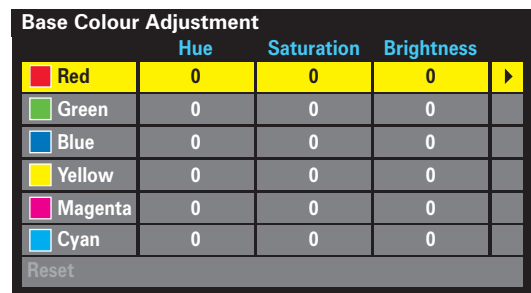 Base Colour Adjustment
Hue Saturation Brightness
Red 0 0 0
Green 0 0 0
Blue 0 0 0
Yellow 0 0 0
Magenta 0 0 0
Cyan 0 0 0
Reset